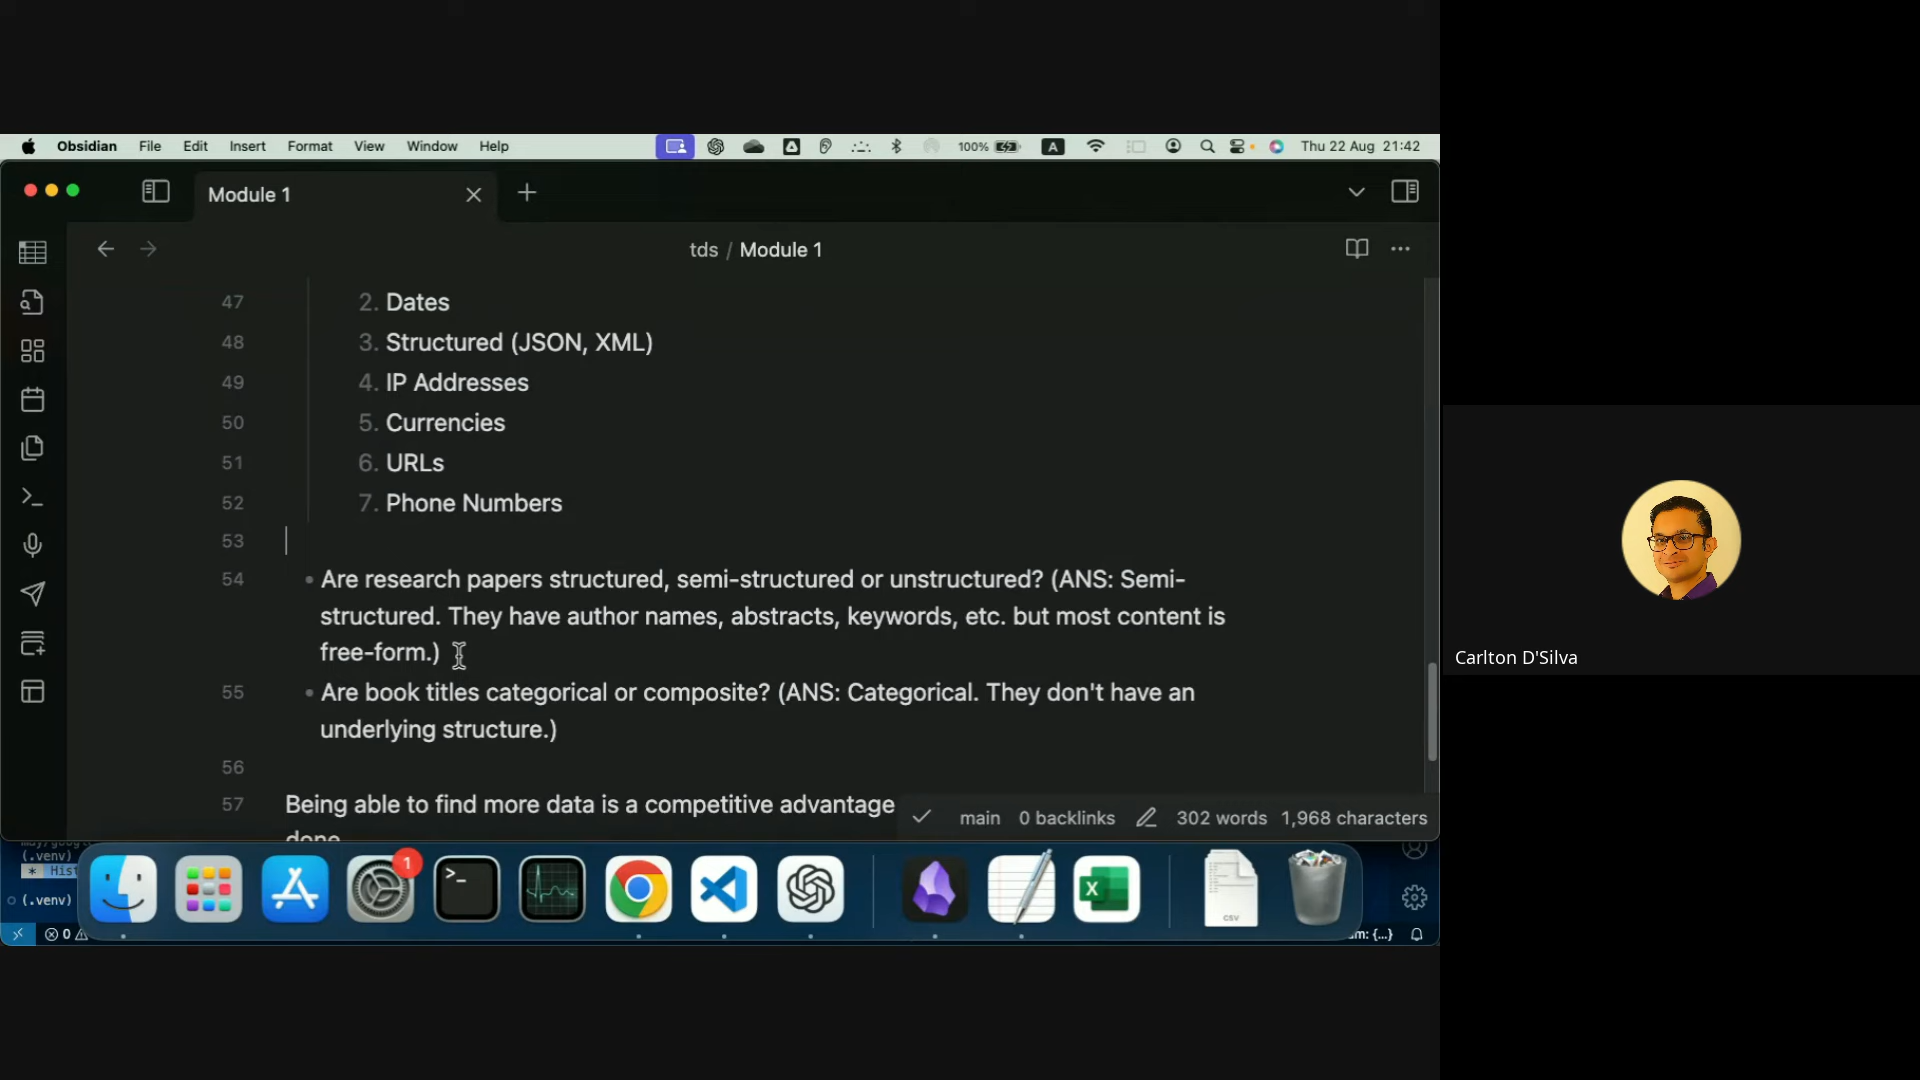 Obsidian File Edit Insert Format View Window Help 100% A Thu 22 Aug 21:42
Module 1
tds / Module 1
47 2. Dates
48 3. Structured (JSON, XML)
49 4. IP Addresses
50 5. Currencies
51 6. URLs
52 7. Phone Numbers
53
54 • Are research papers structured, semi-structured or unstructured? (ANS: Semi-
structured. They have author names, abstracts, keywords, etc. but most content is
free-form.)
55 • Are book titles categorical or composite? (ANS: Categorical. They don't have an
underlying structure.)
56
57 Being able to find more data is a competitive advantage
done
main 0 backlinks 302 words 1,968 characters
(.venv)
* Hist
(.venv)
1
CSV
0
Carlton D'Silva